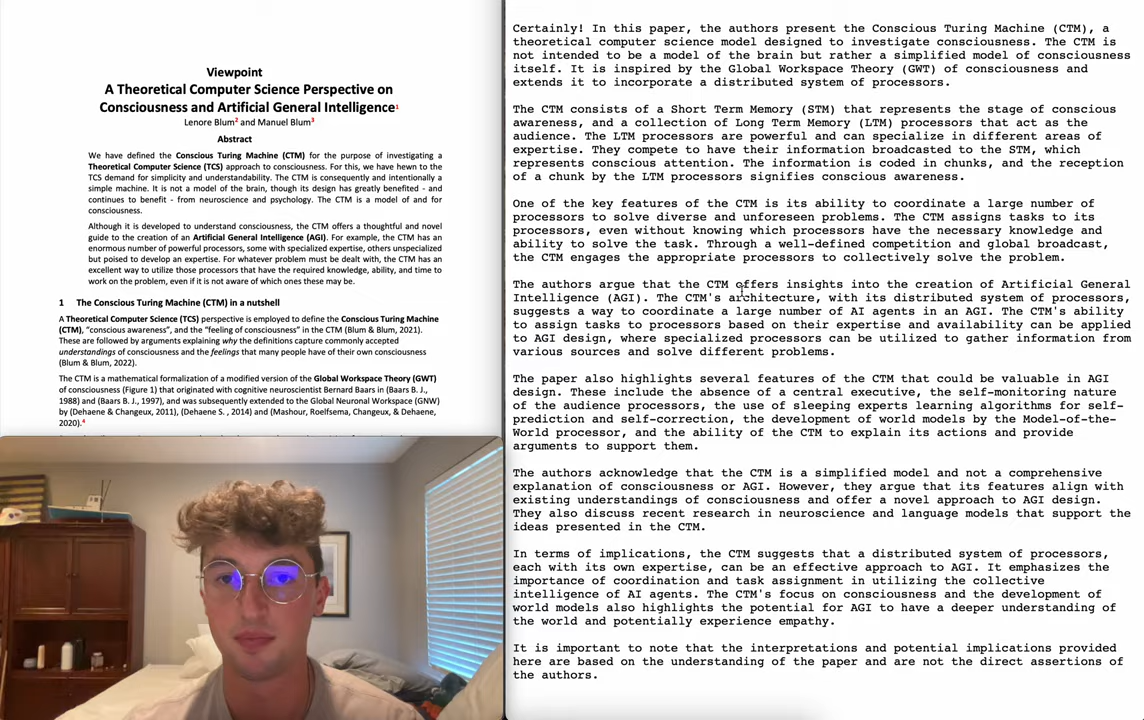 Viewpoint
A Theoretical Computer Science Perspective on
Consciousness and Artificial General Intelligence¹
Lenore Blum² and Manuel Blum³
Abstract
We have defined the Conscious Turing Machine (CTM) for the purpose of investigating a
Theoretical Computer Science (TCS) approach to consciousness. For this, we have hewn to the
TCS demand for simplicity and understandability. The CTM is consequently and intentionally a
simple machine. It is not a model of the brain, though its design has greatly benefited - and
continues to benefit - from neuroscience and psychology. The CTM is a model of and for
consciousness.
Although it is developed to understand consciousness, the CTM offers a thoughtful and novel
guide to the creation of an Artificial General Intelligence (AGI). For example, the CTM has an
enormous number of powerful processors, some with specialized expertise, others unspecialized
but poised to develop an expertise. For whatever problem must be dealt with, the CTM has an
excellent way to utilize those processors that have the required knowledge, ability, and time to
work on the problem, even if it is not aware of which ones these may be.
1 The Conscious Turing Machine (CTM) in a nutshell
A Theoretical Computer Science (TCS) perspective is employed to define the Conscious Turing Machine
(CTM), “conscious awareness”, and the “feeling of consciousness” in the CTM (Blum & Blum, 2021).
These are followed by arguments explaining why the definitions capture commonly accepted
understandings of consciousness and the feelings that many people have of their own consciousness
(Blum & Blum, 2022).
The CTM is a mathematical formalization of a modified version of the Global Workspace Theory (GWT)
of consciousness (Figure 1) that originated with cognitive neuroscientist Bernard Baars in (Baars B. J.,
1988) and (Baars B. J., 1997), and was subsequently extended to the Global Neuronal Workspace (GNW)
by (Dehaene & Changeux, 2011), (Dehaene S. , 2014) and (Mashour, Roelfsema, Changeux, & Dehaene,
2020).⁴
Certainly! In this paper, the authors present the Conscious Turing Machine (CTM), a
theoretical computer science model designed to investigate consciousness. The CTM is
not intended to be a model of the brain but rather a simplified model of consciousness
itself. It is inspired by the Global Workspace Theory (GWT) of consciousness and
extends it to incorporate a distributed system of processors.
The CTM consists of a Short Term Memory (STM) that represents the stage of conscious
awareness, and a collection of Long Term Memory (LTM) processors that act as the
audience. The LTM processors are powerful and can specialize in different areas of
expertise. They compete to have their information broadcasted to the STM, which
represents conscious attention. The information is coded in chunks, and the reception
of a chunk by the LTM processors signifies conscious awareness.
One of the key features of the CTM is its ability to coordinate a large number of
processors to solve diverse and unforeseen problems. The CTM assigns tasks to its
processors, even without knowing which processors have the necessary knowledge and
ability to solve the task. Through a well-defined competition and global broadcast,
the CTM engages the appropriate processors to collectively solve the problem.
The authors argue that the CTM offers insights into the creation of Artificial General
Intelligence (AGI). The CTM's architecture, with its distributed system of processors,
suggests a way to coordinate a large number of AI agents in an AGI. The CTM's ability
to assign tasks to processors based on their expertise and availability can be applied
to AGI design, where specialized processors can be utilized to gather information from
various sources and solve different problems.
The paper also highlights several features of the CTM that could be valuable in AGI
design. These include the absence of a central executive, the self-monitoring nature
of the audience processors, the use of sleeping experts learning algorithms for self-
prediction and self-correction, the development of world models by the Model-of-the-
World processor, and the ability of the CTM to explain its actions and provide
arguments to support them.
The authors acknowledge that the CTM is a simplified model and not a comprehensive
explanation of consciousness or AGI. However, they argue that its features align with
existing understandings of consciousness and offer a novel approach to AGI design.
They also discuss recent research in neuroscience and language models that support the
ideas presented in the CTM.
In terms of implications, the CTM suggests that a distributed system of processors,
each with its own expertise, can be an effective approach to AGI. It emphasizes the
importance of coordination and task assignment in utilizing the collective
intelligence of AI agents. The CTM's focus on consciousness and the development of
world models also highlights the potential for AGI to have a deeper understanding of
the world and potentially experience empathy.
It is important to note that the interpretations and potential implications provided
here are based on the understanding of the paper and are not the direct assertions of
the authors.